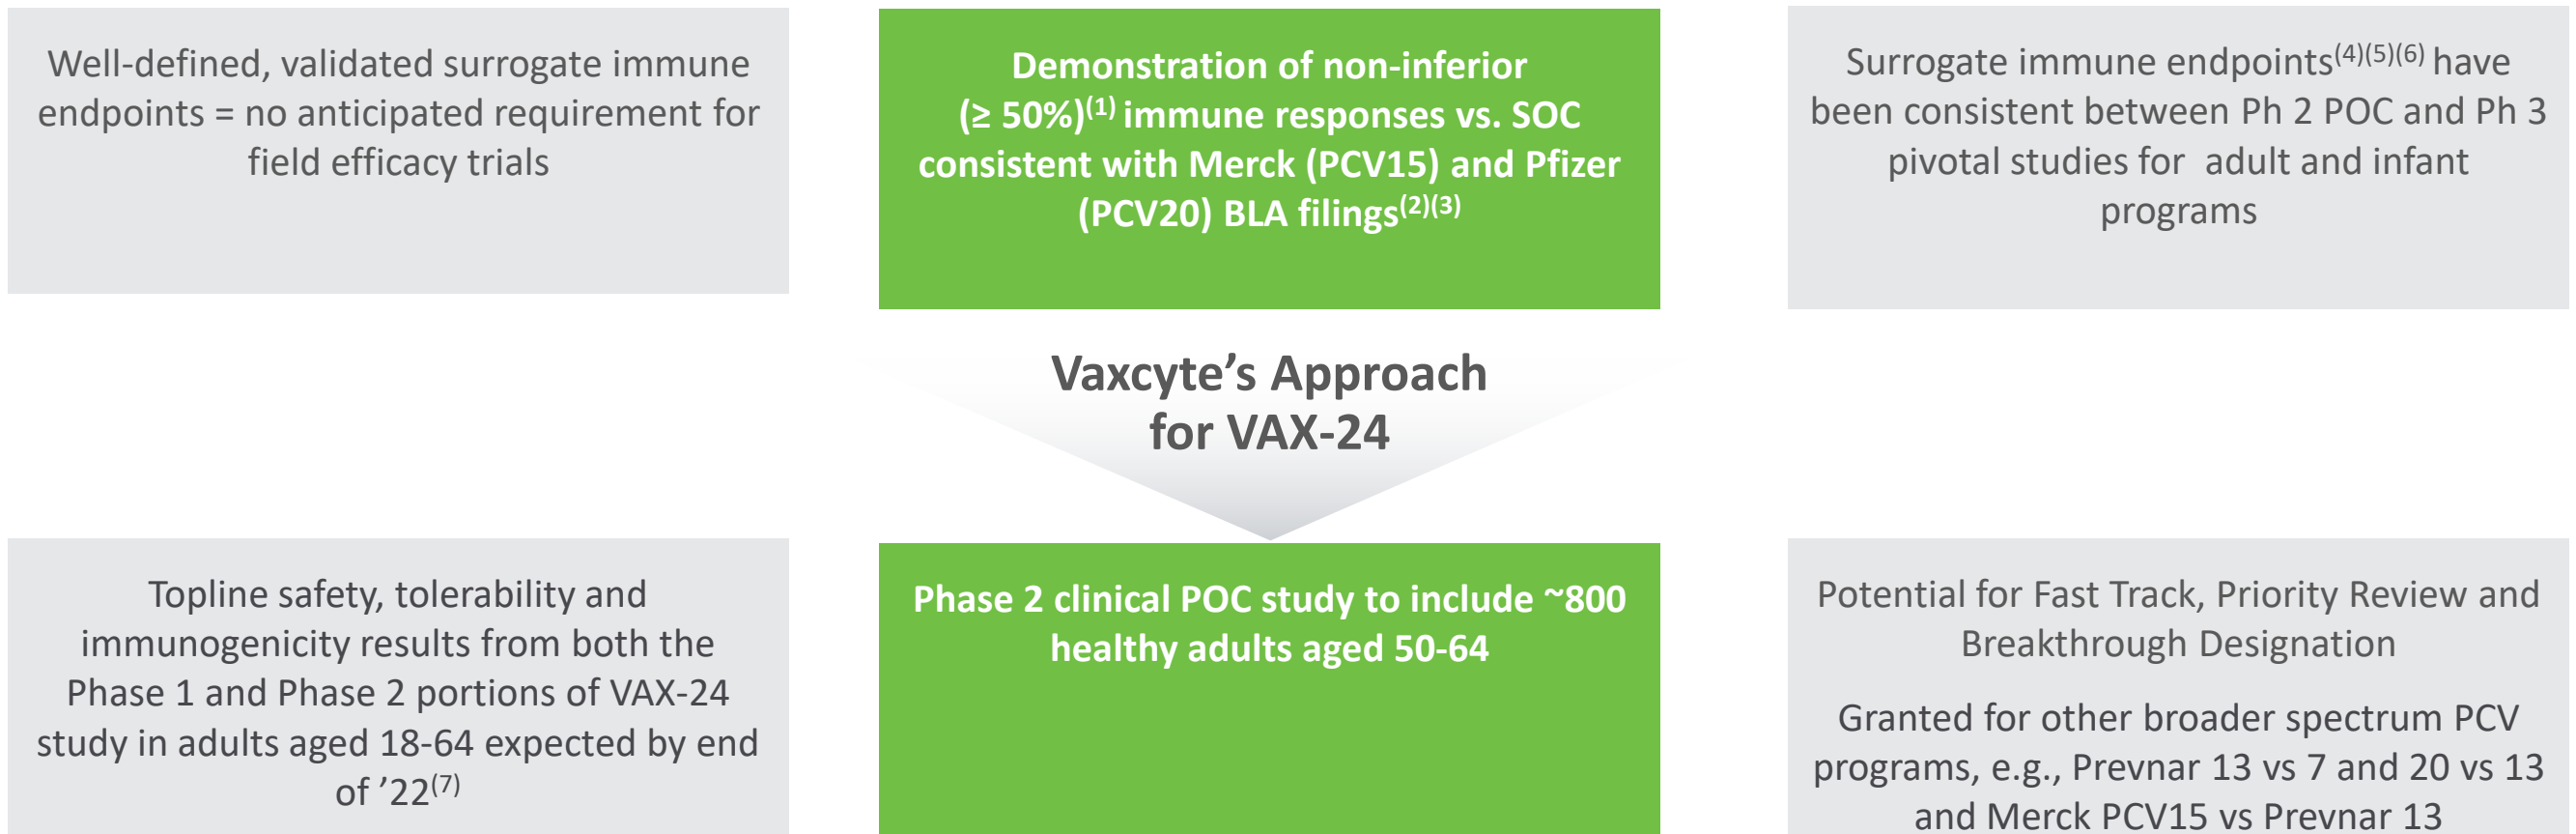 Well-defined, validated surrogate immune
endpoints = no anticipated requirement for
field efficacy trials
Demonstration of non-inferior
(≥ 50%)(1) immune responses vs. SOC
consistent with Merck (PCV15) and Pfizer
(PCV20) BLA filings(2)(3)
Surrogate immune endpoints(4)(5)(6) have
been consistent between Ph 2 POC and Ph 3
pivotal studies for adult and infant
programs
Vaxcyte’s Approach
for VAX-24
Topline safety, tolerability and
immunogenicity results from both the
Phase 1 and Phase 2 portions of VAX-24
study in adults aged 18-64 expected by end
of ’22(7)
Phase 2 clinical POC study to include ~800
healthy adults aged 50-64
Potential for Fast Track, Priority Review and
Breakthrough Designation
Granted for other broader spectrum PCV
programs, e.g., Prevnar 13 vs 7 and 20 vs 13
and Merck PCV15 vs Prevnar 13